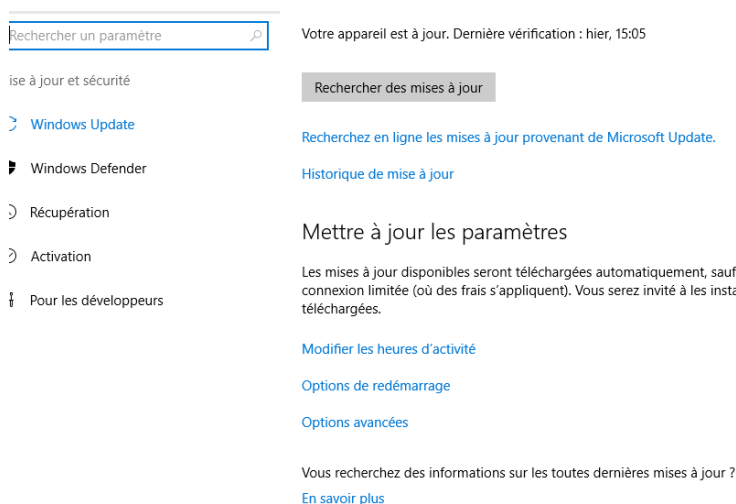 Rechercher un paramètre
ise à jour et sécurité
Windows Update
Windows Defender
Récupération
Activation
Pour les développeurs
Votre appareil est à jour. Dernière vérification : hier, 15:05
Rechercher des mises à jour
Recherchez en ligne les mises à jour provenant de Microsoft Update.
Historique de mise à jour
Mettre à jour les paramètres
Les mises à jour disponibles seront téléchargées automatiquement, sauf
connexion limitée (où des frais s'appliquent). Vous serez invité à les insta
téléchargées.
Modifier les heures d'activité
Options de redémarrage
Options avancées
Vous recherchez des informations sur les toutes dernières mises à jour ?
En savoir plus